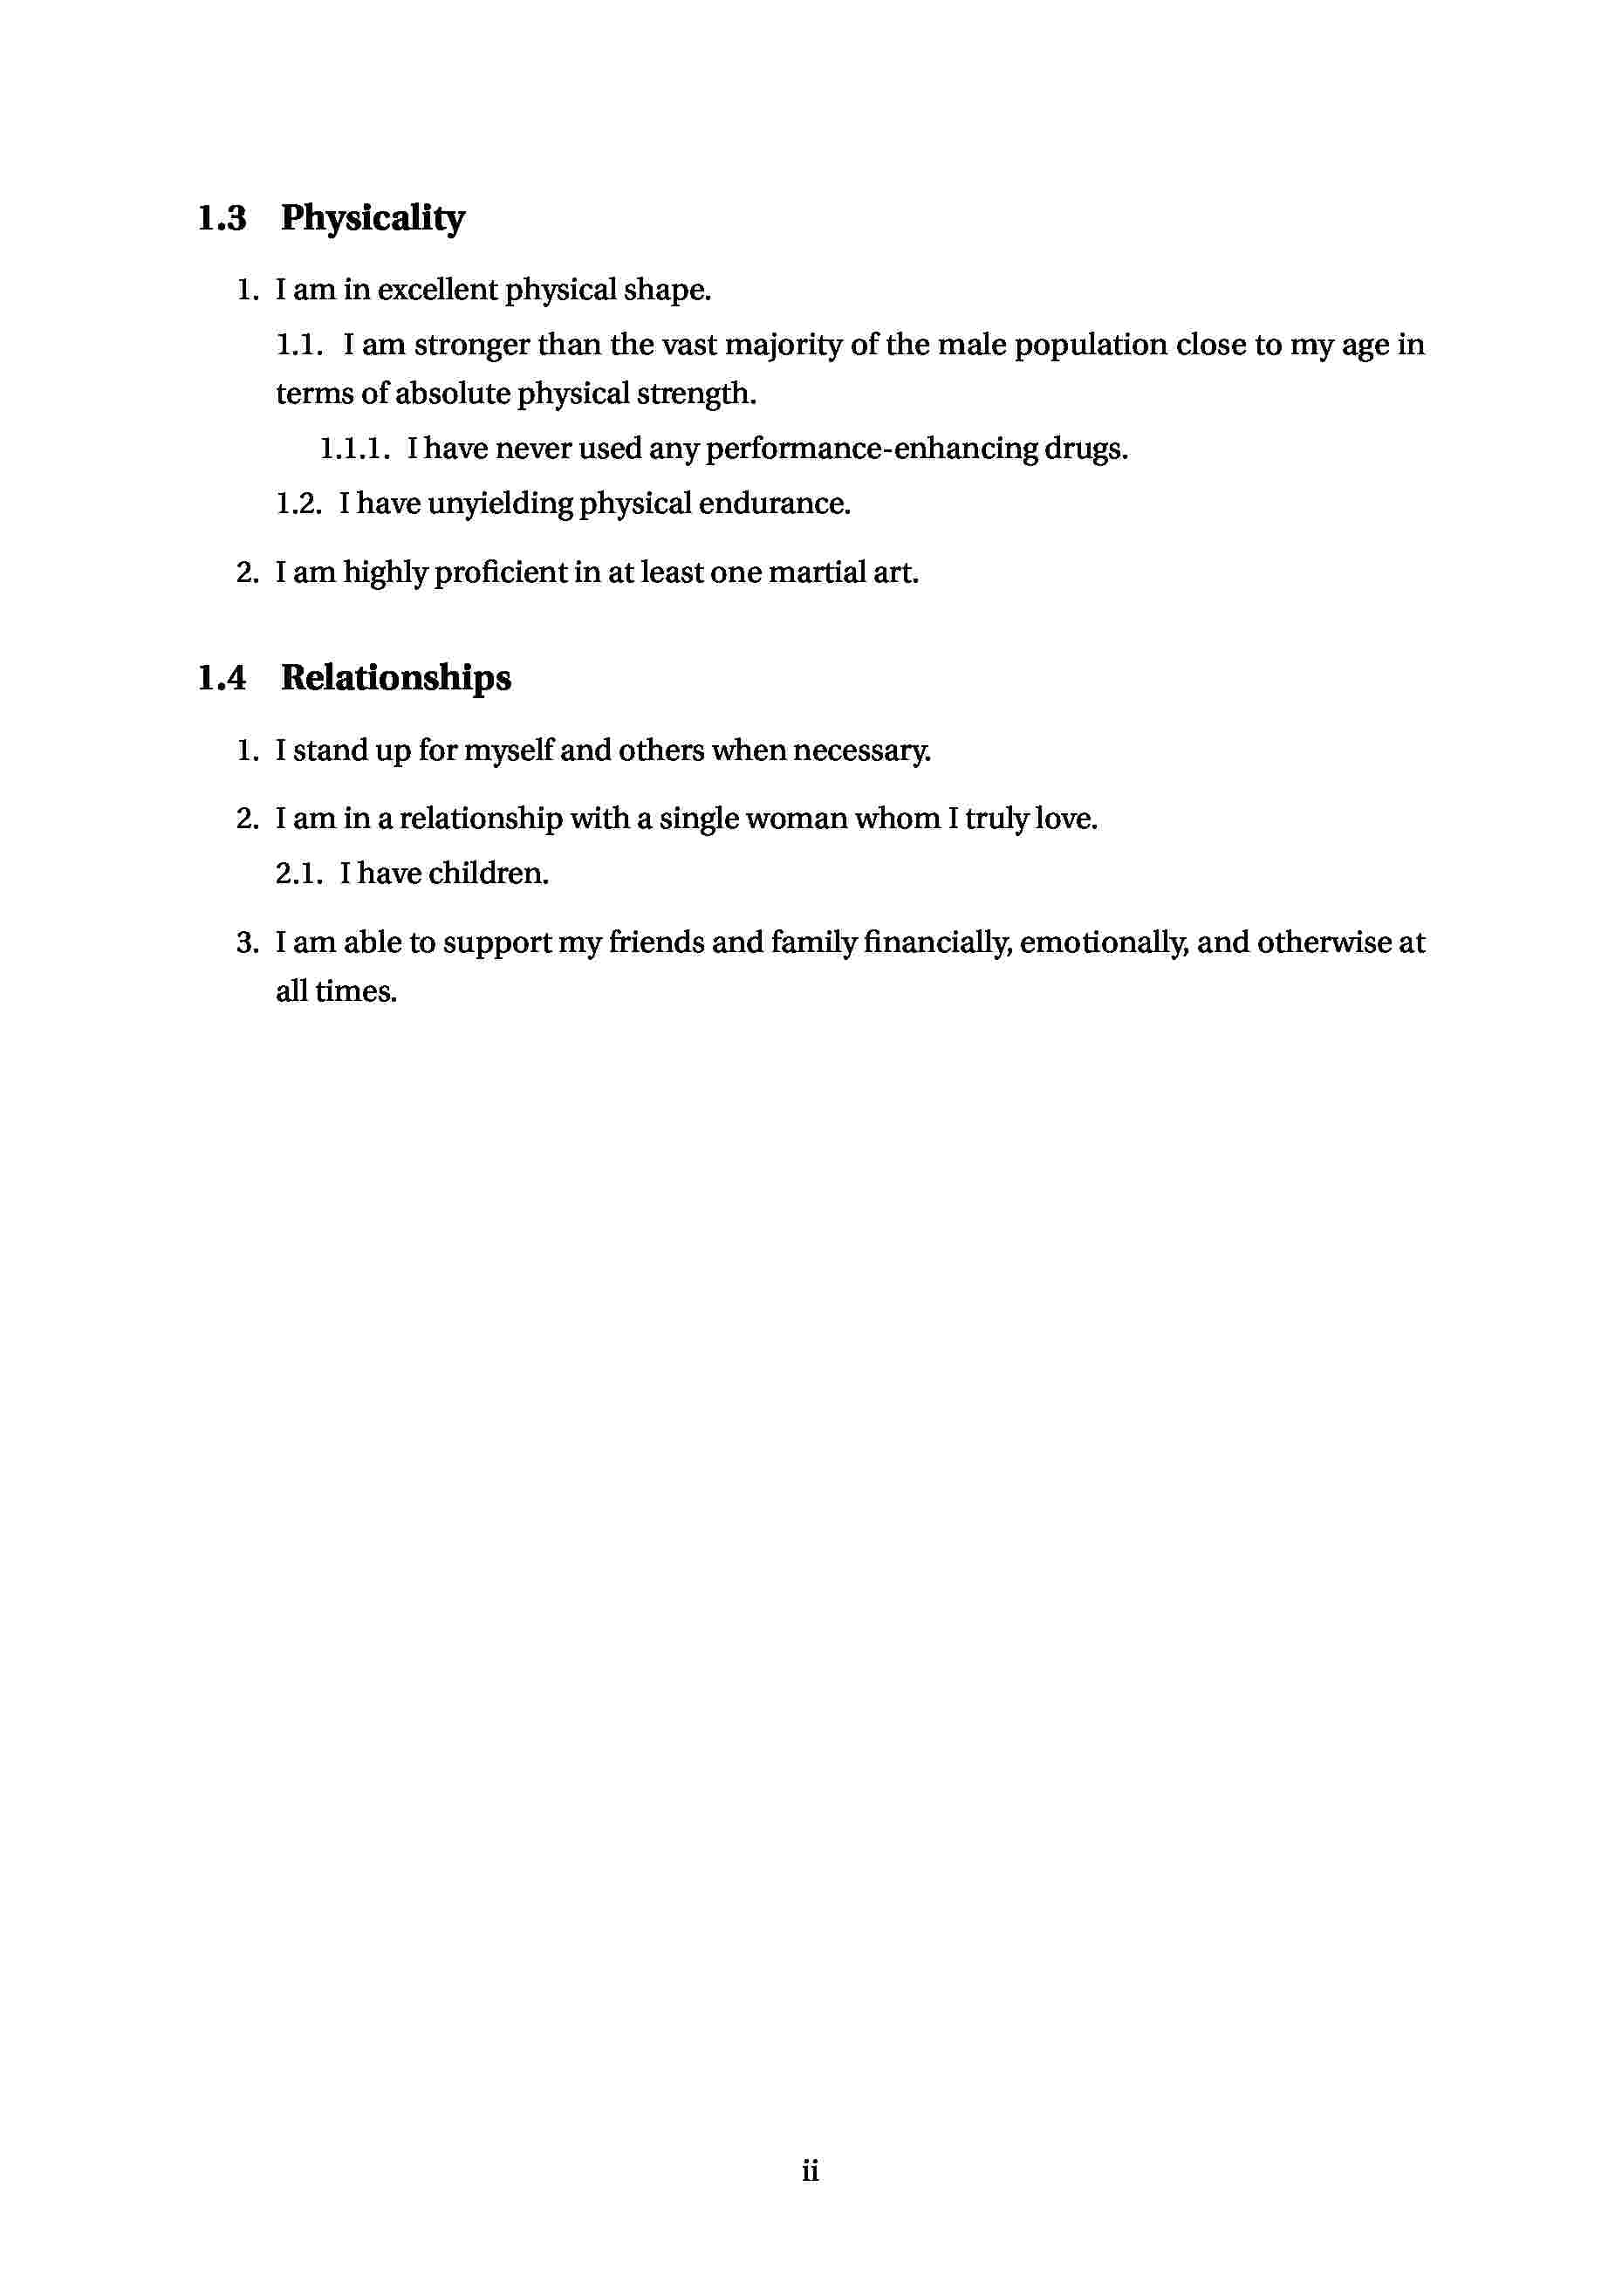 1.3 Physicality
1. I am in excellent physical shape.
1.1. I am stronger than the vast majority of the male population close to my age in
terms of absolute physical strength.
1.1.1. I have never used any performance-enhancing drugs.
1.2. I have unyielding physical endurance.
2. I am highly proficient in at least one martial art.
1.4 Relationships
1. I stand up for myself and others when necessary.
2. I am in a relationship with a single woman whom I truly love.
2.1. I have children.
3. I am able to support my friends and family financially, emotionally, and otherwise at
all times.
ii